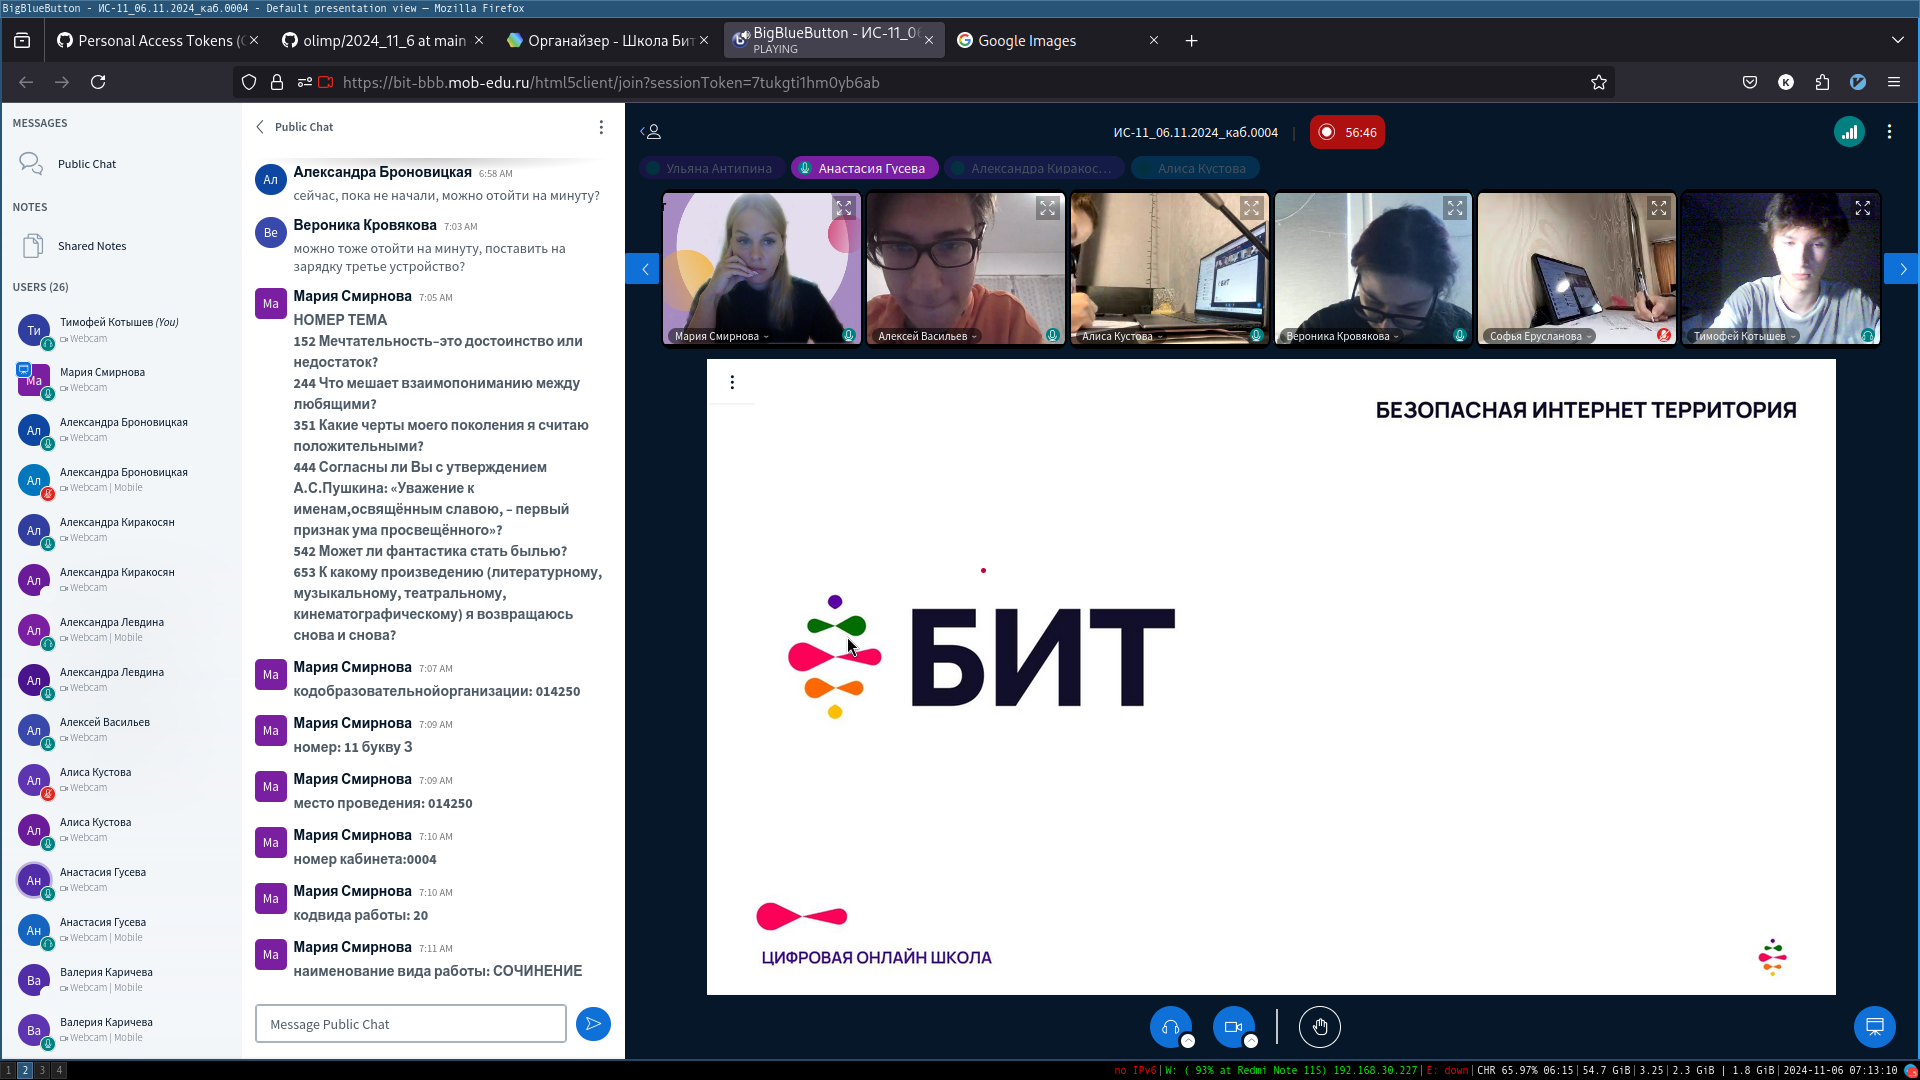 BigBlueButton - ИС-11_06.11.2024_каб.0004 - Default presentation view — Mozilla Firefox
Personal Access Tokens (
olimp/2024_11_6 at main
Органайзер - Школа Бит
BigBlueButton - ИС-11_06
PLAYING
Google Images
https://bit-bbb.mob-edu.ru/html5client/join?sessionToken=7tukgti1hm0yb6ab
K
MESSAGES
Public Chat
NOTES
Shared Notes
USERS (26)
Ти
Тимофей Котышев (You)
Webcam
Ма
Мария Смирнова
Webcam
Ал
Александра Броновицкая
Webcam
Ал
Александра Броновицкая
Webcam | Mobile
Ал
Александра Киракосян
Webcam
Ал
Александра Киракосян
Webcam
Ал
Александра Левдина
Webcam | Mobile
Ал
Александра Левдина
Webcam
Ал
Алексей Васильев
Webcam
Ал
Алиса Кустова
Webcam
Ал
Алиса Кустова
Webcam
Ан
Анастасия Гусева
Webcam
Ан
Анастасия Гусева
Webcam | Mobile
Ва
Валерия Каричева
Webcam | Mobile
Ва
Валерия Каричева
Webcam | Mobile
Public Chat
Ал
Александра Броновицкая 6:58 AM
сейчас, пока не начали, можно отойти на минуту?
Ве
Вероника Кровякова 7:03 AM
можно тоже отойти на минуту, поставить на
зарядку третье устройство?
Ма
Мария Смирнова 7:05 AM
НОМЕР ТЕМА
152 Мечтательность–это достоинство или
недостаток?
244 Что мешает взаимопониманию между
любящими?
351 Какие черты моего поколения я считаю
положительными?
444 Согласны ли Вы с утверждением
А.С.Пушкина: «Уважение к
именам,освящённым славою, – первый
признак ума просвещённого»?
542 Может ли фантастика стать былью?
653 К какому произведению (литературному,
музыкальному, театральному,
кинематографическому) я возвращаюсь
снова и снова?
Ма
Мария Смирнова 7:07 AM
кодобразовательнойорганизации: 014250
Ма
Мария Смирнова 7:09 AM
номер: 11 букву З
Ма
Мария Смирнова 7:09 AM
место проведения: 014250
Ма
Мария Смирнова 7:10 AM
номер кабинета:0004
Ма
Мария Смирнова 7:10 AM
кодвида работы: 20
Ма
Мария Смирнова 7:11 AM
наименование вида работы: СОЧИНЕНИЕ
Message Public Chat
ИС-11_06.11.2024_каб.0004
56:46
Ульяна Антипина
Анастасия Гусева
Александра Киракос...
Алиса Кустова
Мария Смирнова
Алексей Васильев
Алиса Кустова
Вероника Кровякова
Софья Ерусланова
Тимофей Котышев
БЕЗОПАСНАЯ ИНТЕРНЕТ ТЕРРИТОРИЯ
БИТ
ЦИФРОВАЯ ОНЛАЙН ШКОЛА
1 2 3 4
no IPv6|W: ( 93% at Redmi Note 11S) 192.168.30.227|E: down|CHR 65.97% 06:15|54.7 GiB|3.25|2.3 GiB | 1.8 GiB|2024-11-06 07:13:10